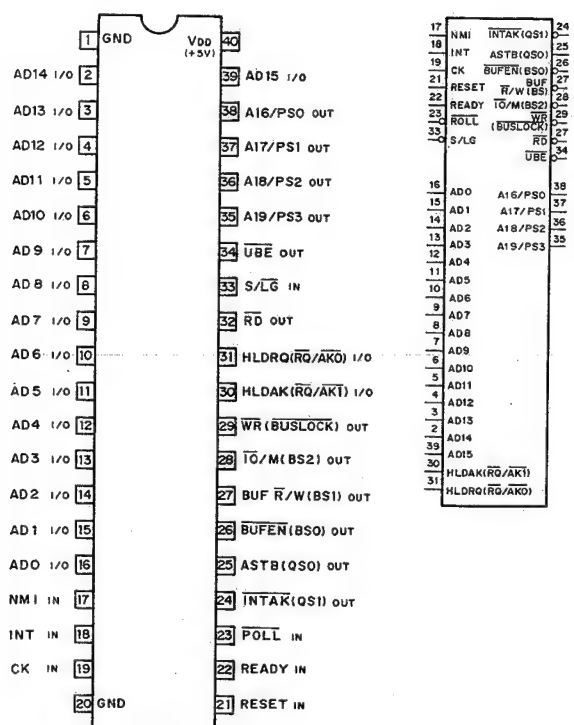 1 GND VDD 40
(+5V)
AD14 I/O 2 39 AD15 I/O
AD13 I/O 3 38 A16/PS0 OUT
AD12 I/O 4 37 A17/PS1 OUT
AD11 I/O 5 36 A18/PS2 OUT
AD10 I/O 6 35 A19/PS3 OUT
AD9 I/O 7 34 UBE OUT
AD8 I/O 8 33 S/LG IN
AD7 I/O 9 32 RD OUT
AD6 I/O 10 31 HLDRQ(RQ/AK0) I/O
AD5 I/O 11 30 HLDAK(RQ/AK1) I/O
AD4 I/O 12 29 WR(BUSLOCK) OUT
AD3 I/O 13 28 IO/M(BS2) OUT
AD2 I/O 14 27 BUF R/W(BS1) OUT
AD1 I/O 15 26 BUFEN(BS0) OUT
AD0 I/O 16 25 ASTB(QS0) OUT
NMI IN 17 24 INTAK(QS1) OUT
INT IN 18 23 POLL IN
CK IN 19 22 READY IN
20 GND 21 RESET IN
17 NMI INTAK(QS1) 24
18 INT ASTB(QS0) 25
19 CK BUFEN(BS0) 26
21 RESET BUF 27
R/W(BS)
22 READY IO/M(BS2) 28
23 ROLL WR 29
(BUSLOCK)
33 S/LG RD 27
UBE 34
16 AD0 A16/PS0 38
15 AD1 A17/PS1 37
14 AD2 A18/PS2 36
13 AD3 A19/PS3 35
12 AD4
11 AD5
10 AD6
9 AD7
8 AD8
7 AD9
6 AD10
5 AD11
4 AD12
3 AD13
2 AD14
39 AD15
30 HLDAK(RQ/AK1)
31 HLDRQ(RQ/AK0)